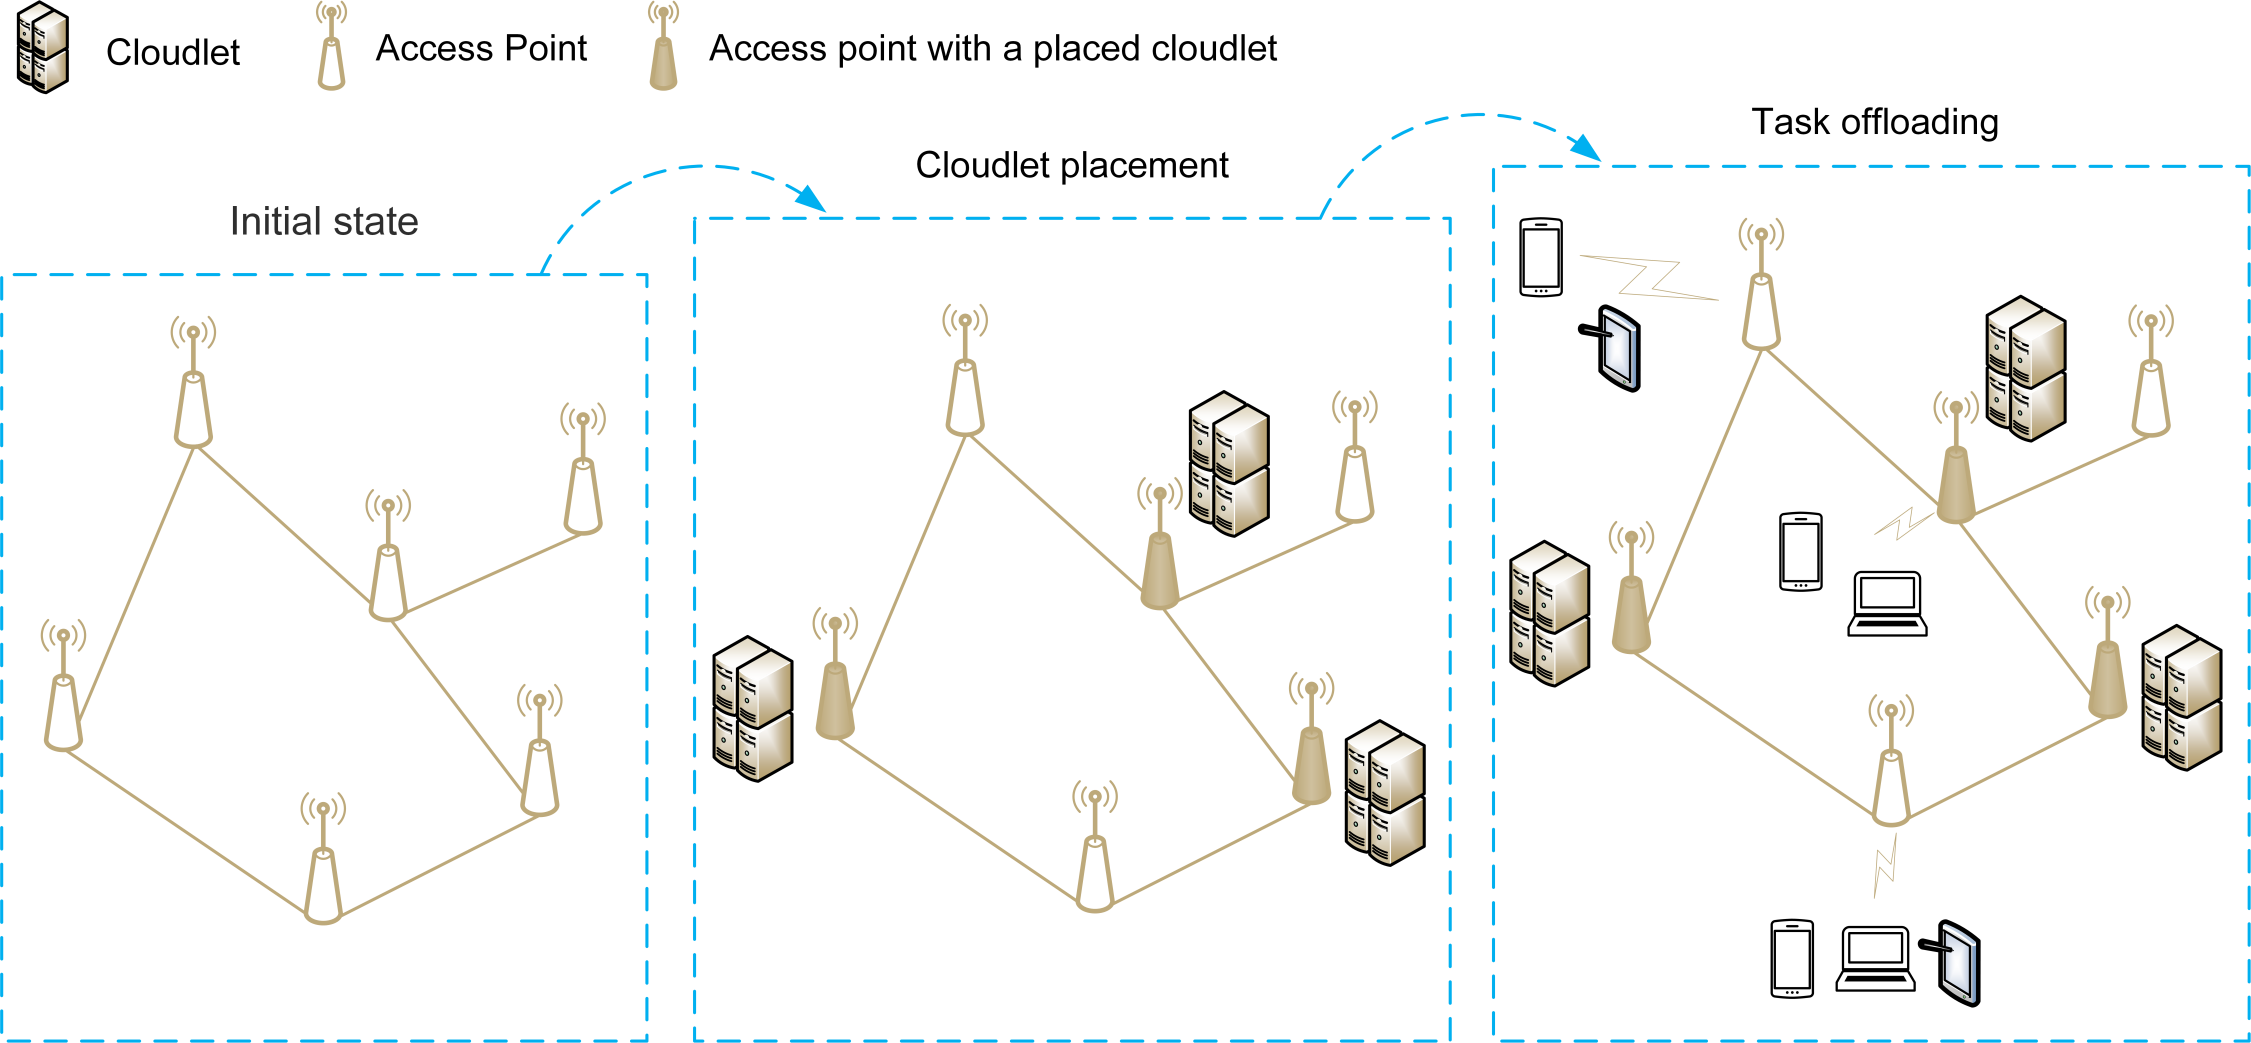 Cloudlet
Access Point
Access point with a placed cloudlet
Initial state
Cloudlet placement
Task offloading